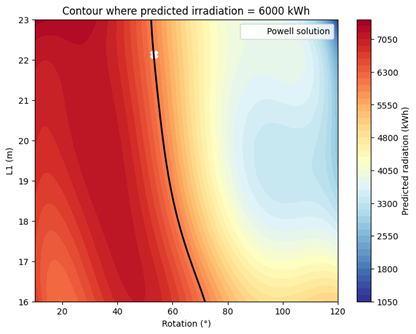 Contour where predicted irradiation = 6000 kWh
Powell solution
23
22
21
20
19
18
17
16
L1 (m)
20 40 60 80 100 120
Rotation (°)
7050
6300
5550
4800
4050
3300
2550
1800
1050
Predicted radiation (kWh)